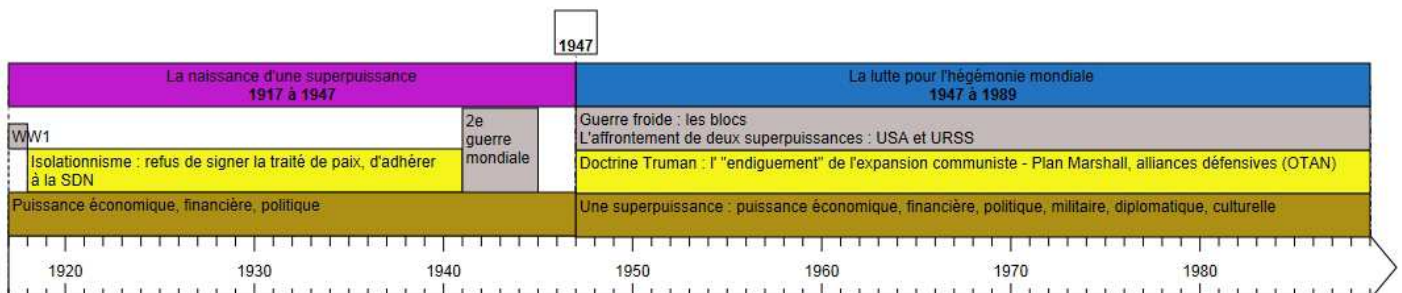 1947
La naissance d'une superpuissance
1917 à 1947
La lutte pour l'hégémonie mondiale
1947 à 1989
WW1
2e
guerre
mondiale
Guerre froide : les blocs
L'affrontement de deux superpuissances : USA et URSS
Isolationnisme : refus de signer la traité de paix, d'adhérer
à la SDN
Doctrine Truman : l' "endiguement" de l'expansion communiste - Plan Marshall, alliances défensives (OTAN)
Puissance économique, financière, politique
Une superpuissance : puissance économique, financière, politique, militaire, diplomatique, culturelle
1920 1930 1940 1950 1960 1970 1980